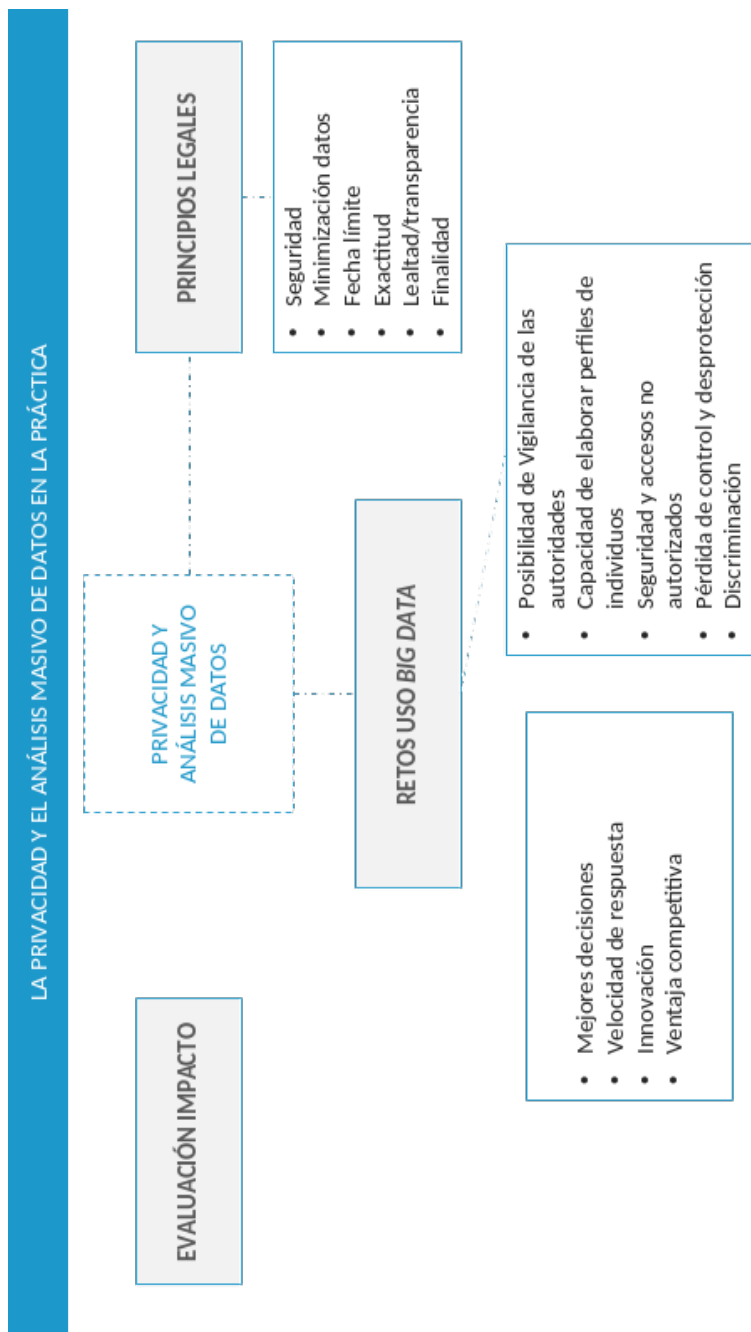 LA PRIVACIDAD Y EL ANÁLISIS MASIVO DE DATOS EN LA PRÁCTICA
PRIVACIDAD Y
ANÁLISIS MASIVO
DE DATOS
EVALUACIÓN IMPACTO
RETOS USO BIG DATA
PRINCIPIOS LEGALES
• Mejores decisiones
• Velocidad de respuesta
• Innovación
• Ventaja competitiva
• Posibilidad de Vigilancia de las
autoridades
• Capacidad de elaborar perfiles de
individuos
• Seguridad y accesos no
autorizados
• Pérdida de control y desprotección
• Discriminación
• Seguridad
• Minimización datos
• Fecha límite
• Exactitud
• Lealtad/transparencia
• Finalidad